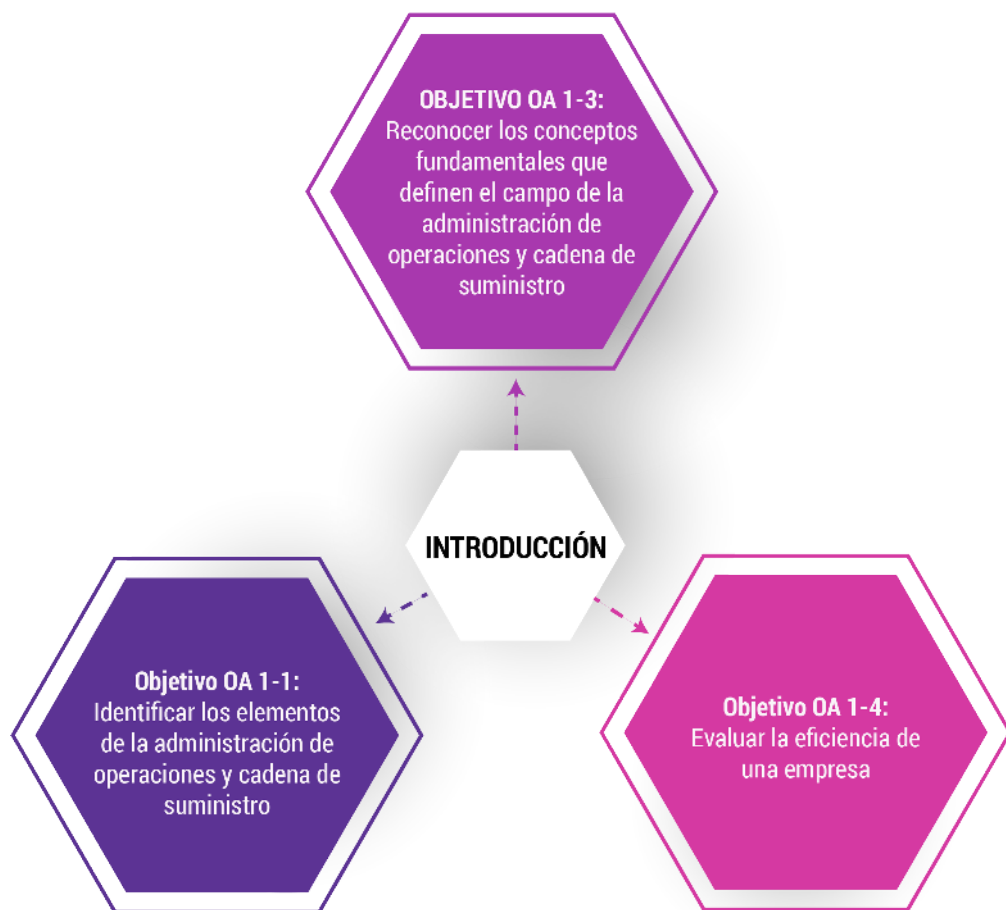 OBJETIVO OA 1-3:
Reconocer los conceptos
fundamentales que
definen el campo de la
administración de
operaciones y cadena de
suministro
INTRODUCCIÓN
Objetivo OA 1-1:
Identificar los elementos
de la administración de
operaciones y cadena de
suministro
Objetivo OA 1-4:
Evaluar la eficiencia de
una empresa